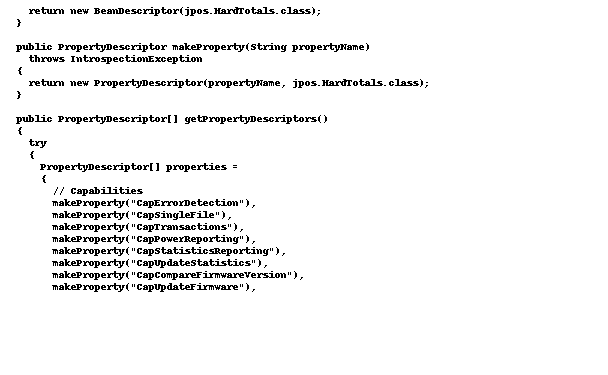 return new BeanDescriptor(jpos.HardTotals.class);
}
public PropertyDescriptor makeProperty(String propertyName)
throws IntrospectionException
{
return new PropertyDescriptor(propertyName, jpos.HardTotals.class);
}
public PropertyDescriptor[] getPropertyDescriptors()
{
try
{
PropertyDescriptor[] properties =
{
// Capabilities
makeProperty("CapErrorDetection"),
makeProperty("CapSingleFile"),
makeProperty("CapTransactions"),
makeProperty("CapPowerReporting"),
makeProperty("CapStatisticsReporting"),
makeProperty("CapUpdateStatistics"),
makeProperty("CapCompareFirmwareVersion"),
makeProperty("CapUpdateFirmware"),